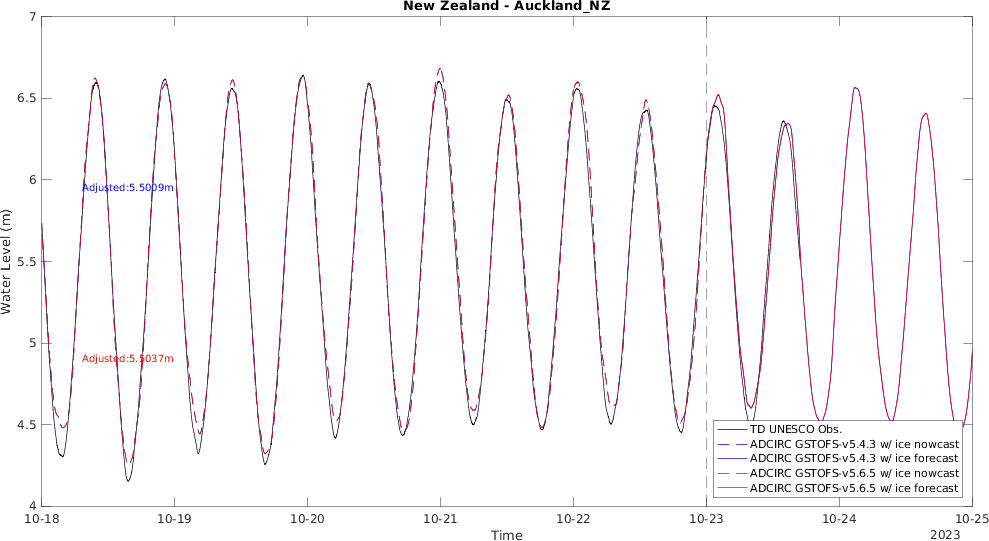 New Zealand - Auckland_NZ
7
6.5
6
5.5
5
4.5
4
Water Level (m)
Adjusted:5.5009m
Adjusted:5.5037m
TD UNESCO Obs.
ADCIRC GSTOFS-v5.4.3 w/ ice nowcast
ADCIRC GSTOFS-v5.4.3 w/ ice forecast
ADCIRC GSTOFS-v5.6.5 w/ ice nowcast
ADCIRC GSTOFS-v5.6.5 w/ ice forecast
10-18 10-19 10-20 10-21 10-22 10-23 10-24 10-25
Time
2023